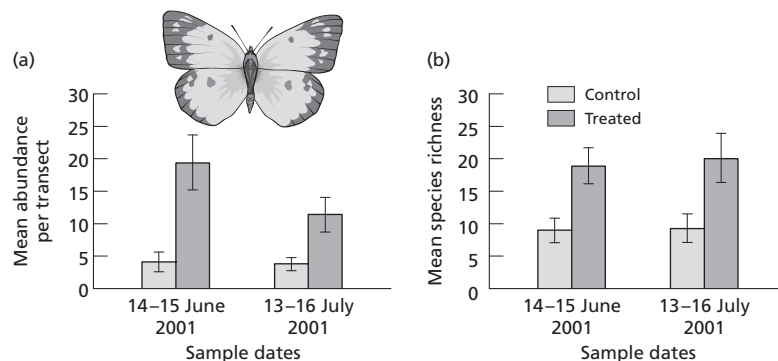 (a)
Mean abundance
per transect
30
25
20
15
10
5
0
14–15 June
2001
13–16 July
2001
Sample dates
(b)
Mean species richness
30
25
20
15
10
5
0
Control
Treated
14–15 June
2001
13–16 July
2001
Sample dates